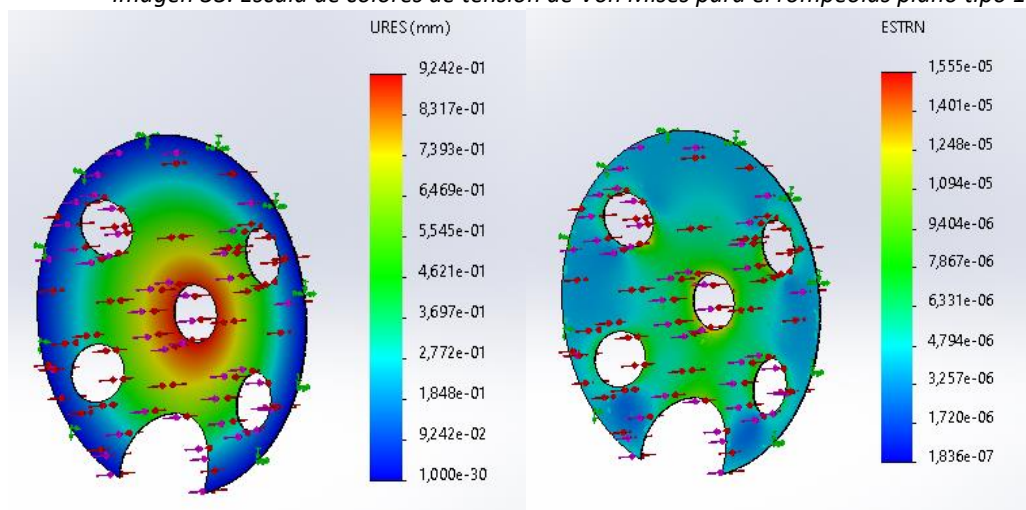 Imagen 33. Escala de colores de tensión de Von Mises para el rompeolas plano tipo 1
URES (mm)
9,242e-01
8,317e-01
7,393e-01
6,469e-01
5,545e-01
4,621e-01
3,697e-01
2,772e-01
1,848e-01
9,242e-02
1,000e-30
ESTRN
1,555e-05
1,401e-05
1,248e-05
1,094e-05
9,404e-06
7,867e-06
6,331e-06
4,794e-06
3,257e-06
1,720e-06
1,836e-07